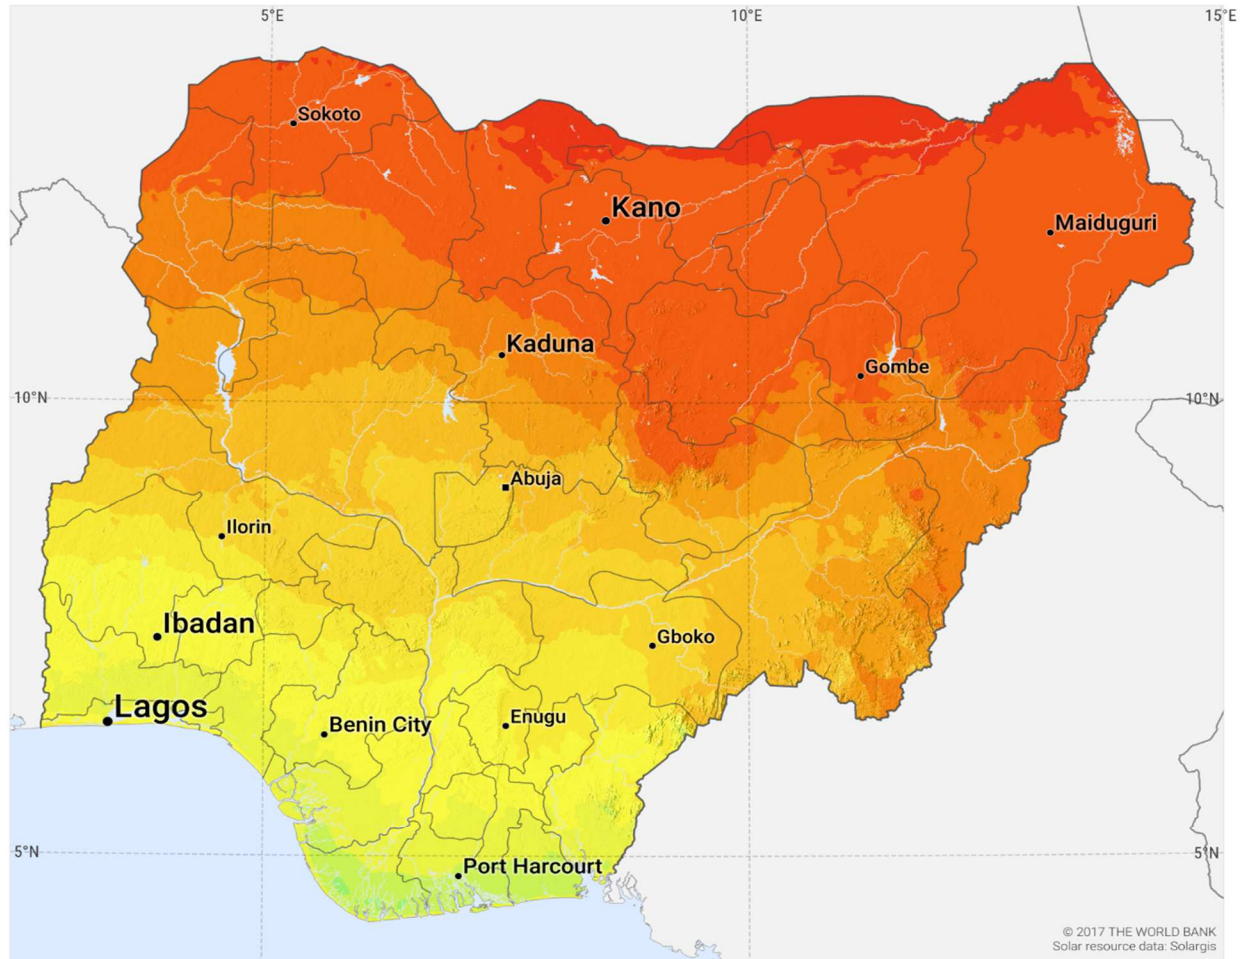 5°E
10°E
15°E
Sokoto
Kano
Maiduguri
Kaduna
Gombe
10°N
10°N
Abuja
Ilorin
Ibadan
Gboko
Lagos
Benin City
Enugu
5°N
5°N
Port Harcourt
© 2017 THE WORLD BANK
Solar resource data: Solargis